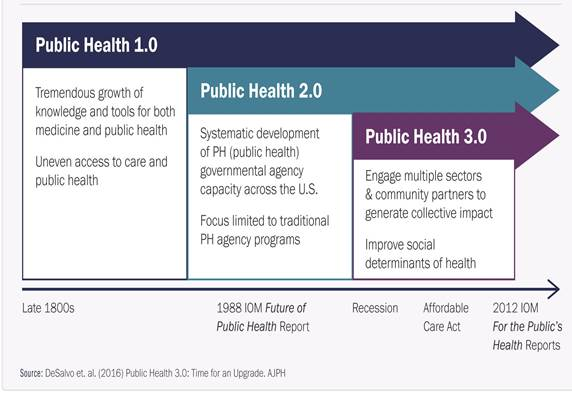 Public Health 1.0
Tremendous growth of
knowledge and tools for both
medicine and public health
Uneven access to care and
public health
Public Health 2.0
Systematic development
of PH (public health)
governmental agency
capacity across the U.S.
Focus limited to traditional
PH agency programs
Public Health 3.0
Engage multiple sectors
& community partners to
generate collective impact
Improve social
determinants of health
Late 1800s
1988 IOM Future of
Public Health Report
Recession
Affordable
Care Act
2012 IOM
For the Public's
Health Reports
Source: DeSalvo et. al. (2016) Public Health 3.0: Time for an Upgrade. AJPH